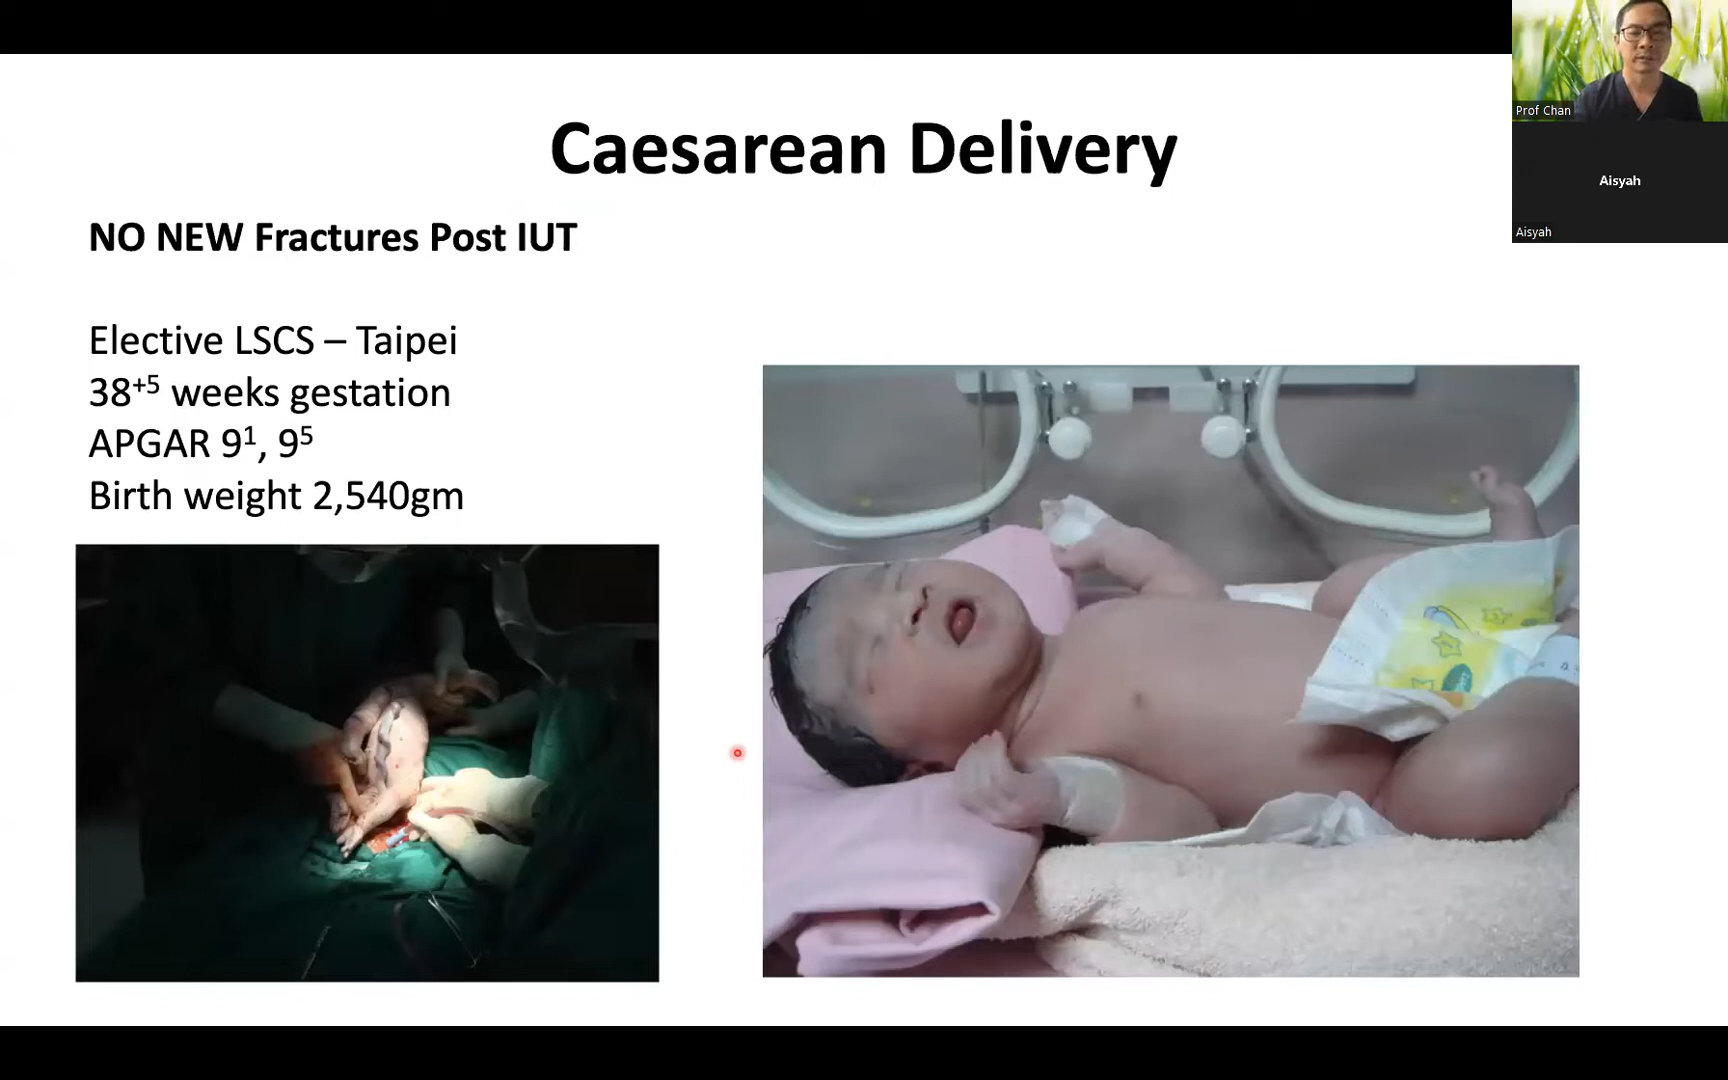 Caesarean Delivery
NO NEW Fractures Post IUT
Elective LSCS – Taipei
38⁺⁵ weeks gestation
APGAR 9¹, 9⁵
Birth weight 2,540gm
Prof Chan
Aisyah
Aisyah